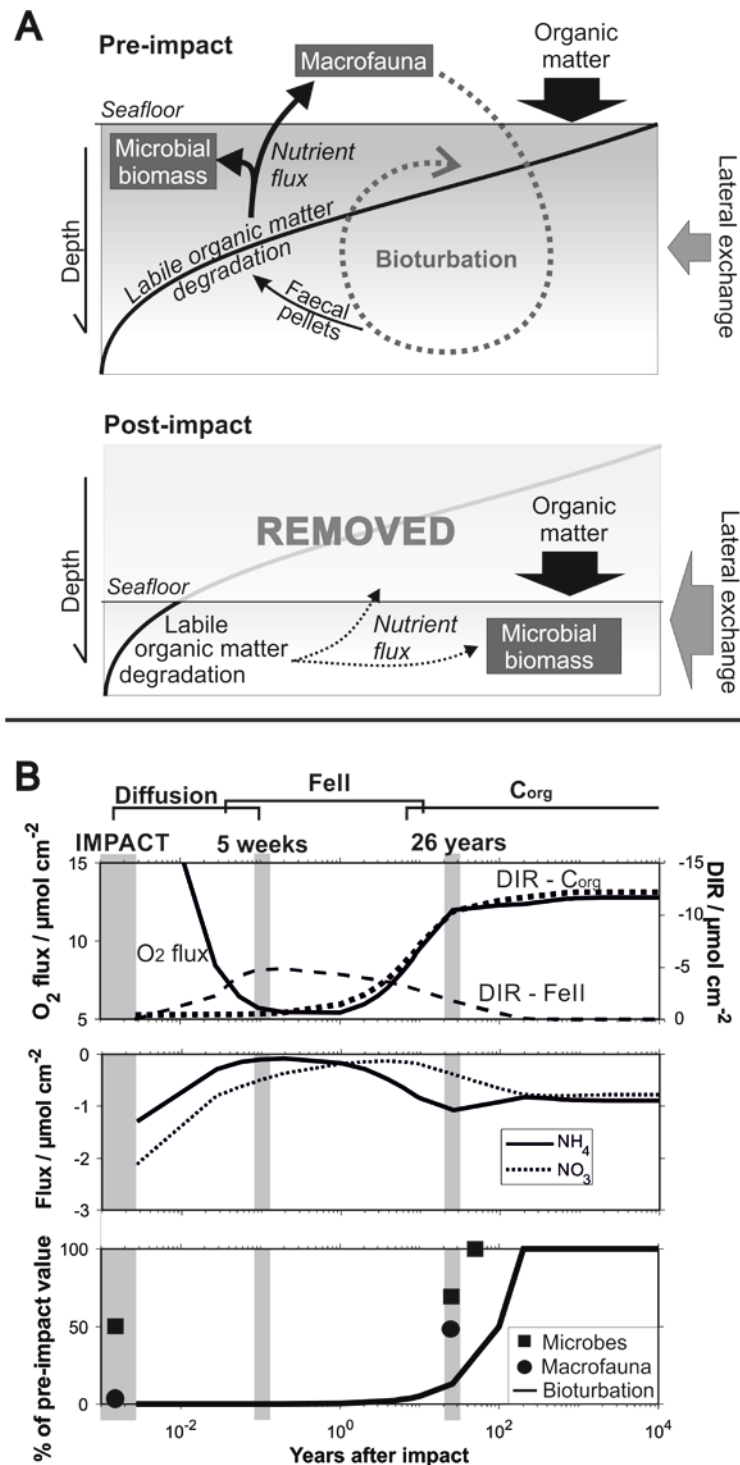 A
Pre-impact
Macrofauna
Organic
matter
Seafloor
Microbial
biomass
Nutrient
flux
Depth
Labile organic matter
degradation
Bioturbation
Faecal
pellets
Lateral exchange
Post-impact
REMOVED
Organic
matter
Depth
Seafloor
Labile
organic matter
degradation
Nutrient
flux
Microbial
biomass
Lateral exchange
B
Diffusion
FeII
Corg
IMPACT
5 weeks
26 years
15
10
5
O2 flux / µmol cm-2
O2 flux
DIR - Corg
DIR - FeII
-15
-10
-5
0
DIR / µmol cm-2
0
-1
-2
-3
Flux / µmol cm-2
NH4
NO3
100
50
0
% of pre-impact value
Microbes
Macrofauna
Bioturbation
10-2 100 102 104
Years after impact